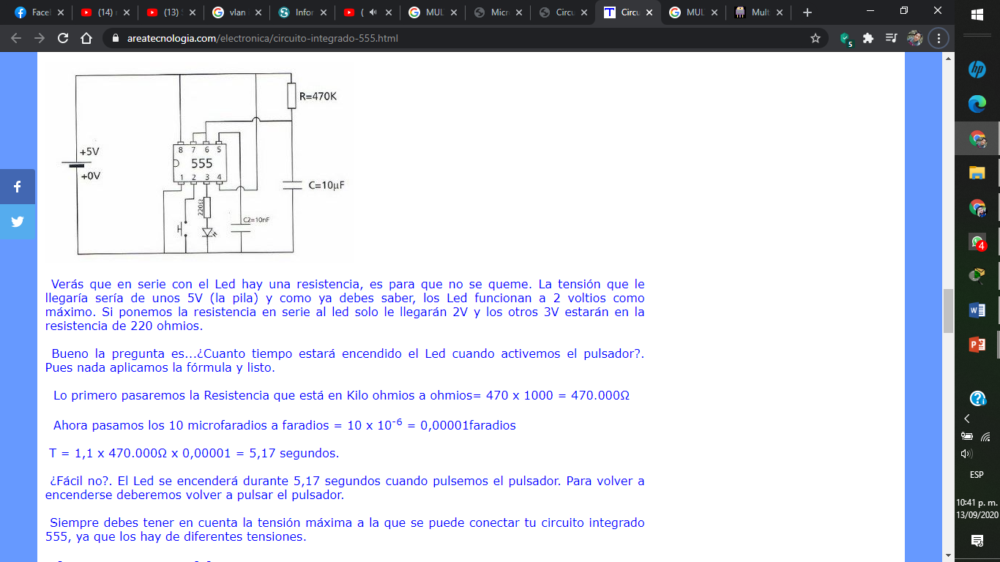 Facel
(14)
(13)
vlan
Infor
(
MUL
Micro
Circu
Circu
MUL
Mult
areatecnologia.com/electronica/circuito-integrado-555.html
5
R=470K
+5V
+0V
8 7 6 5
555
1 2 3 4
C=10µF
220Ω
C2=10nF
Verás que en serie con el Led hay una resistencia, es para que no se queme. La tensión que le
llegaría sería de unos 5V (la pila) y como ya debes saber, los Led funcionan a 2 voltios como
máximo. Si ponemos la resistencia en serie al led solo le llegarán 2V y los otros 3V estarán en la
resistencia de 220 ohmios.
Bueno la pregunta es...¿Cuanto tiempo estará encendido el Led cuando activemos el pulsador?.
Pues nada aplicamos la fórmula y listo.
Lo primero pasaremos la Resistencia que está en Kilo ohmios a ohmios= 470 x 1000 = 470.000Ω
Ahora pasamos los 10 microfaradios a faradios = 10 x 10-6 = 0,00001faradios
T = 1,1 x 470.000Ω x 0,00001 = 5,17 segundos.
¿Fácil no?. El Led se encenderá durante 5,17 segundos cuando pulsemos el pulsador. Para volver a
encenderse deberemos volver a pulsar el pulsador.
Siempre debes tener en cuenta la tensión máxima a la que se puede conectar tu circuito integrado
555, ya que los hay de diferentes tensiones.
4
ESP
10:41 p. m.
13/09/2020